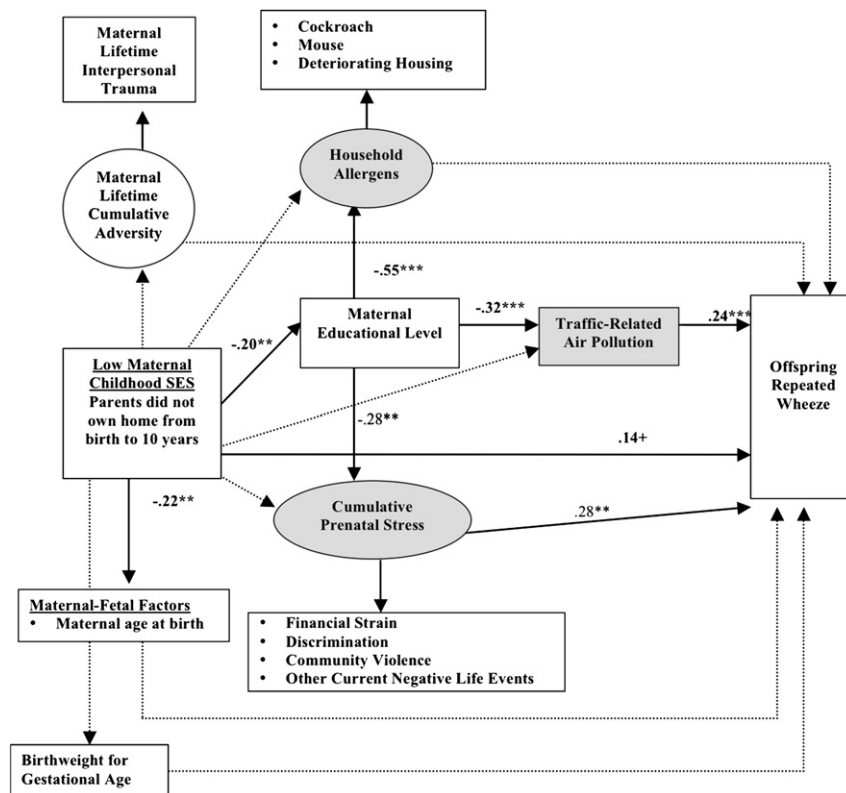 Maternal
Lifetime
Interpersonal
Trauma
• Cockroach
• Mouse
• Deteriorating Housing
Maternal
Lifetime
Cumulative
Adversity
Household
Allergens
-.55***
Maternal
Educational Level
-.32***
Traffic-Related
Air Pollution
.24***
-.20**
Low Maternal
Childhood SES
Parents did not
own home from
birth to 10 years
Offspring
Repeated
Wheeze
-.28**
.14+
-.22**
Cumulative
Prenatal Stress
.28**
Maternal-Fetal Factors
• Maternal age at birth
• Financial Strain
• Discrimination
• Community Violence
• Other Current Negative Life Events
Birthweight for
Gestational Age